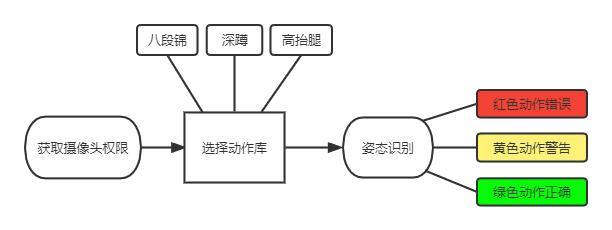 八段锦
深蹲
高抬腿
获取摄像头权限
选择动作库
姿态识别
红色动作错误
黄色动作警告
绿色动作正确